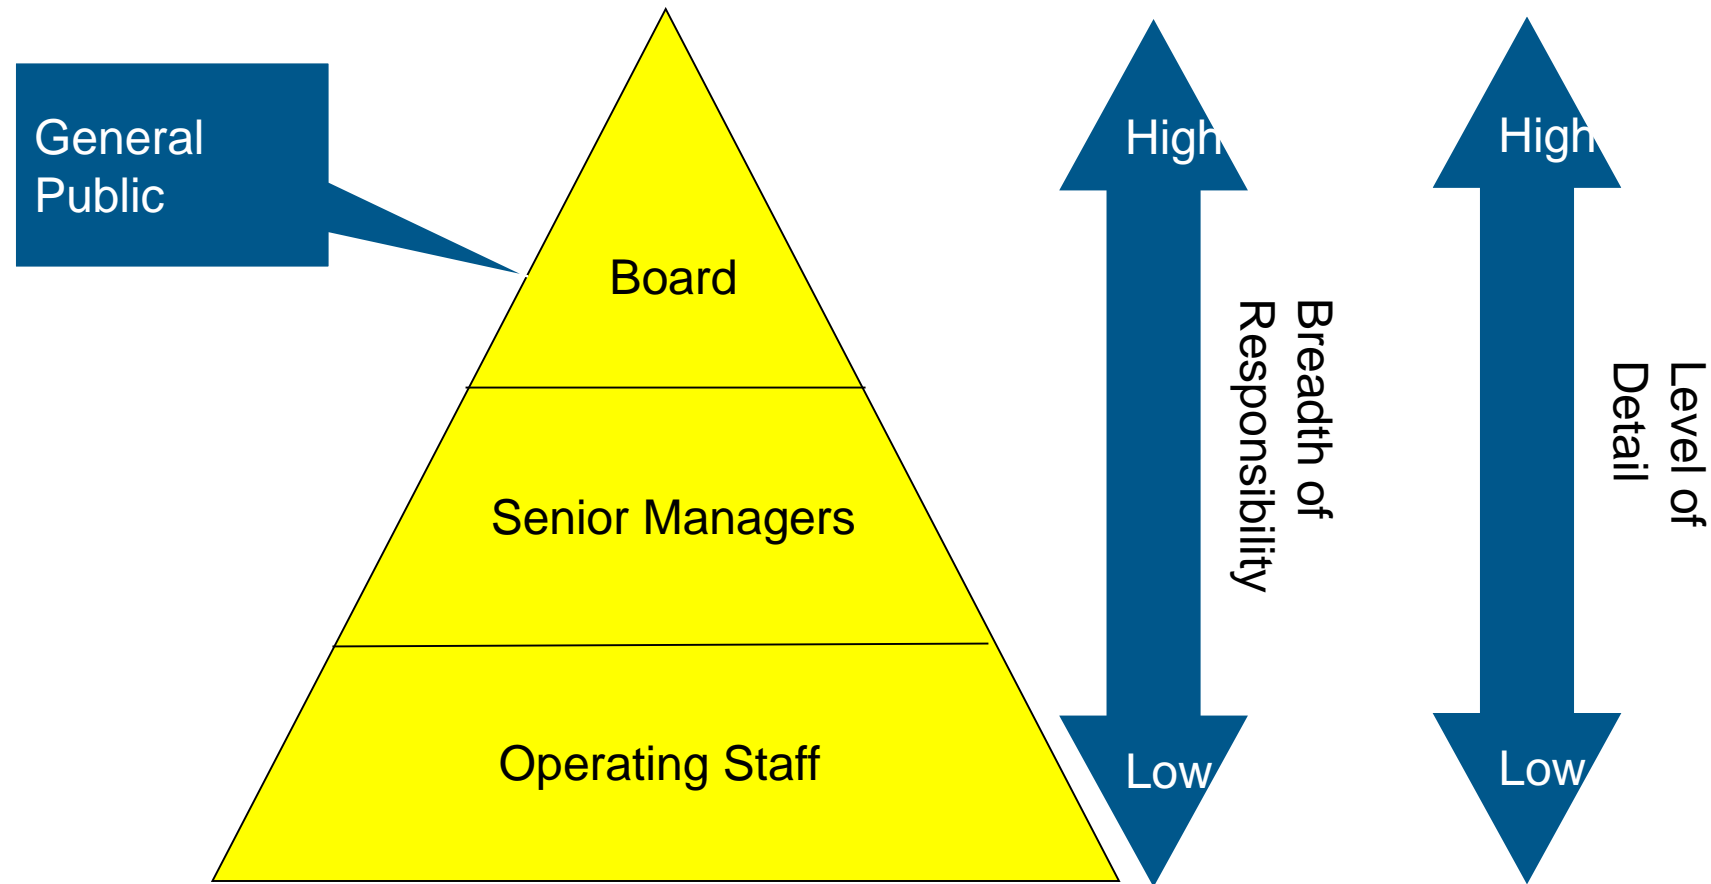 General
Public
Board
Senior Managers
Operating Staff
High
Low
Breadth of
Responsibility
High
Low
Level of
Detail